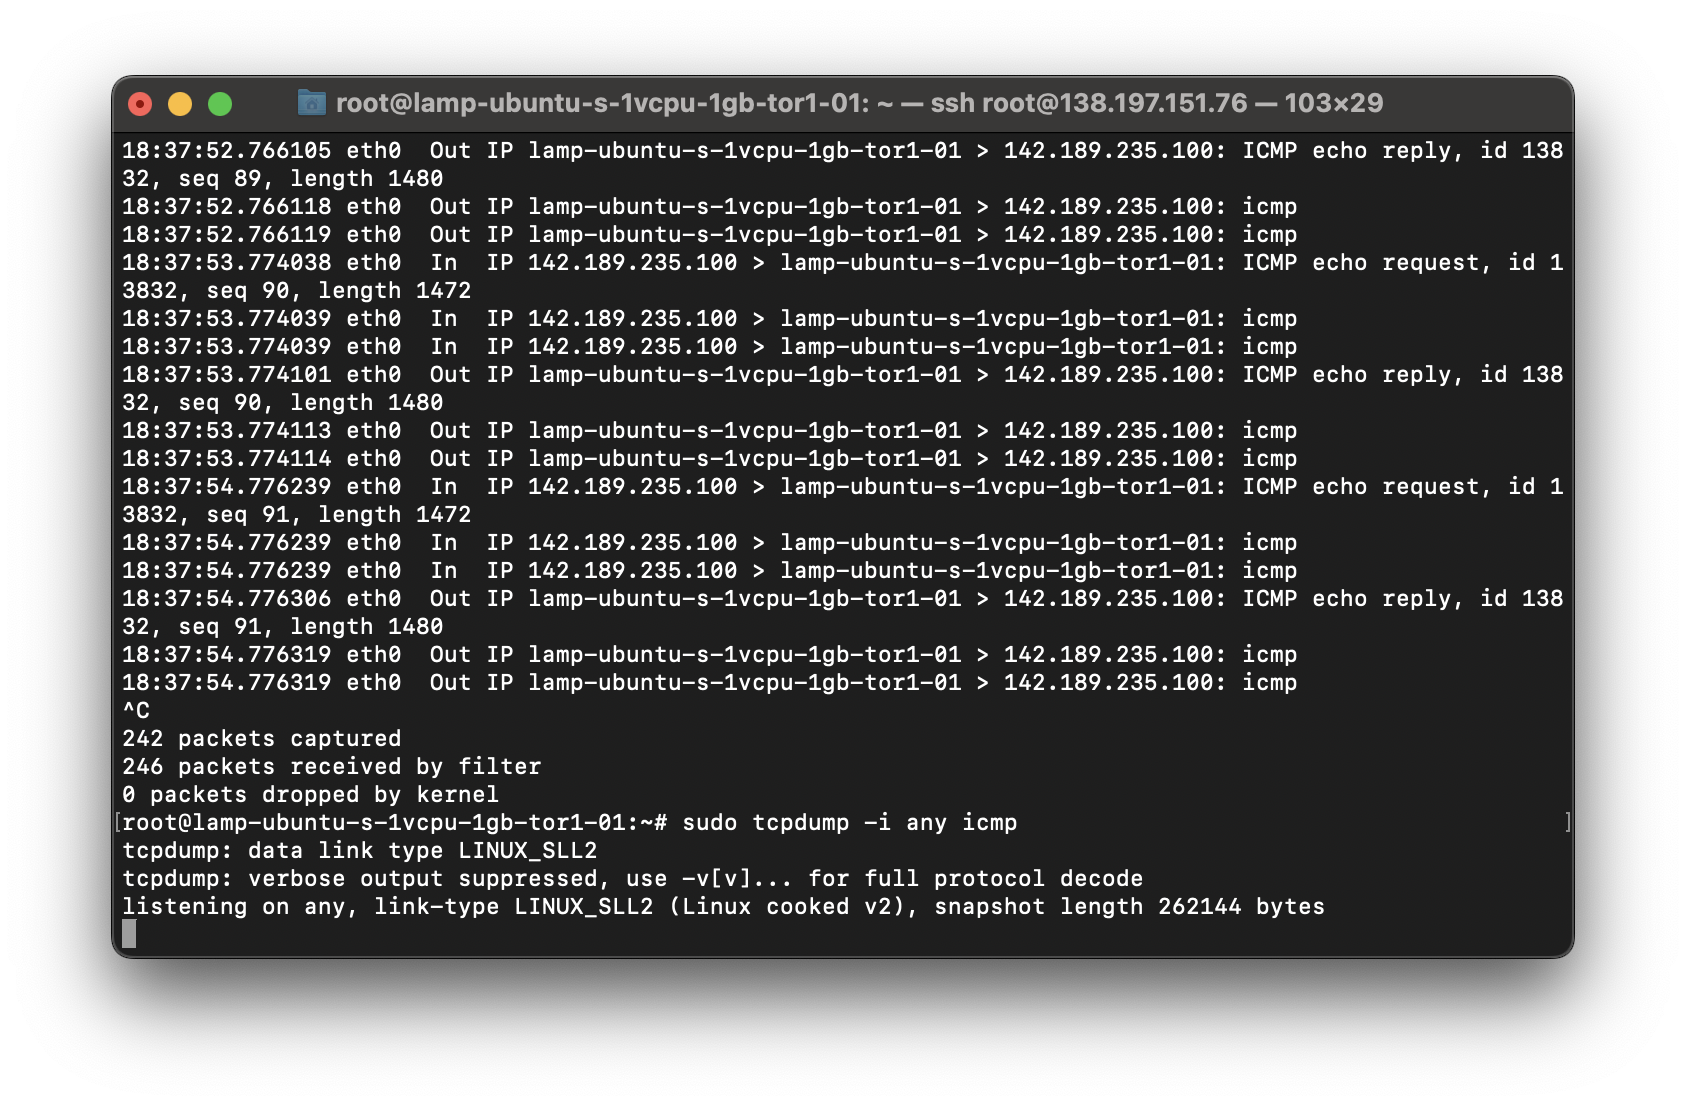 root@lamp-ubuntu-s-1vcpu-1gb-tor1-01: ~ — ssh root@138.197.151.76 — 103×29
18:37:52.766105 eth0  Out IP lamp-ubuntu-s-1vcpu-1gb-tor1-01 > 142.189.235.100: ICMP echo reply, id 138
32, seq 89, length 1480
18:37:52.766118 eth0  Out IP lamp-ubuntu-s-1vcpu-1gb-tor1-01 > 142.189.235.100: icmp
18:37:52.766119 eth0  Out IP lamp-ubuntu-s-1vcpu-1gb-tor1-01 > 142.189.235.100: icmp
18:37:53.774038 eth0  In  IP 142.189.235.100 > lamp-ubuntu-s-1vcpu-1gb-tor1-01: ICMP echo request, id 1
3832, seq 90, length 1472
18:37:53.774039 eth0  In  IP 142.189.235.100 > lamp-ubuntu-s-1vcpu-1gb-tor1-01: icmp
18:37:53.774039 eth0  In  IP 142.189.235.100 > lamp-ubuntu-s-1vcpu-1gb-tor1-01: icmp
18:37:53.774101 eth0  Out IP lamp-ubuntu-s-1vcpu-1gb-tor1-01 > 142.189.235.100: ICMP echo reply, id 138
32, seq 90, length 1480
18:37:53.774113 eth0  Out IP lamp-ubuntu-s-1vcpu-1gb-tor1-01 > 142.189.235.100: icmp
18:37:53.774114 eth0  Out IP lamp-ubuntu-s-1vcpu-1gb-tor1-01 > 142.189.235.100: icmp
18:37:54.776239 eth0  In  IP 142.189.235.100 > lamp-ubuntu-s-1vcpu-1gb-tor1-01: ICMP echo request, id 1
3832, seq 91, length 1472
18:37:54.776239 eth0  In  IP 142.189.235.100 > lamp-ubuntu-s-1vcpu-1gb-tor1-01: icmp
18:37:54.776239 eth0  In  IP 142.189.235.100 > lamp-ubuntu-s-1vcpu-1gb-tor1-01: icmp
18:37:54.776306 eth0  Out IP lamp-ubuntu-s-1vcpu-1gb-tor1-01 > 142.189.235.100: ICMP echo reply, id 138
32, seq 91, length 1480
18:37:54.776319 eth0  Out IP lamp-ubuntu-s-1vcpu-1gb-tor1-01 > 142.189.235.100: icmp
18:37:54.776319 eth0  Out IP lamp-ubuntu-s-1vcpu-1gb-tor1-01 > 142.189.235.100: icmp
^C
242 packets captured
246 packets received by filter
0 packets dropped by kernel
[root@lamp-ubuntu-s-1vcpu-1gb-tor1-01:~# sudo tcpdump -i any icmp ]
tcpdump: data link type LINUX_SLL2
tcpdump: verbose output suppressed, use -v[v]... for full protocol decode
listening on any, link-type LINUX_SLL2 (Linux cooked v2), snapshot length 262144 bytes